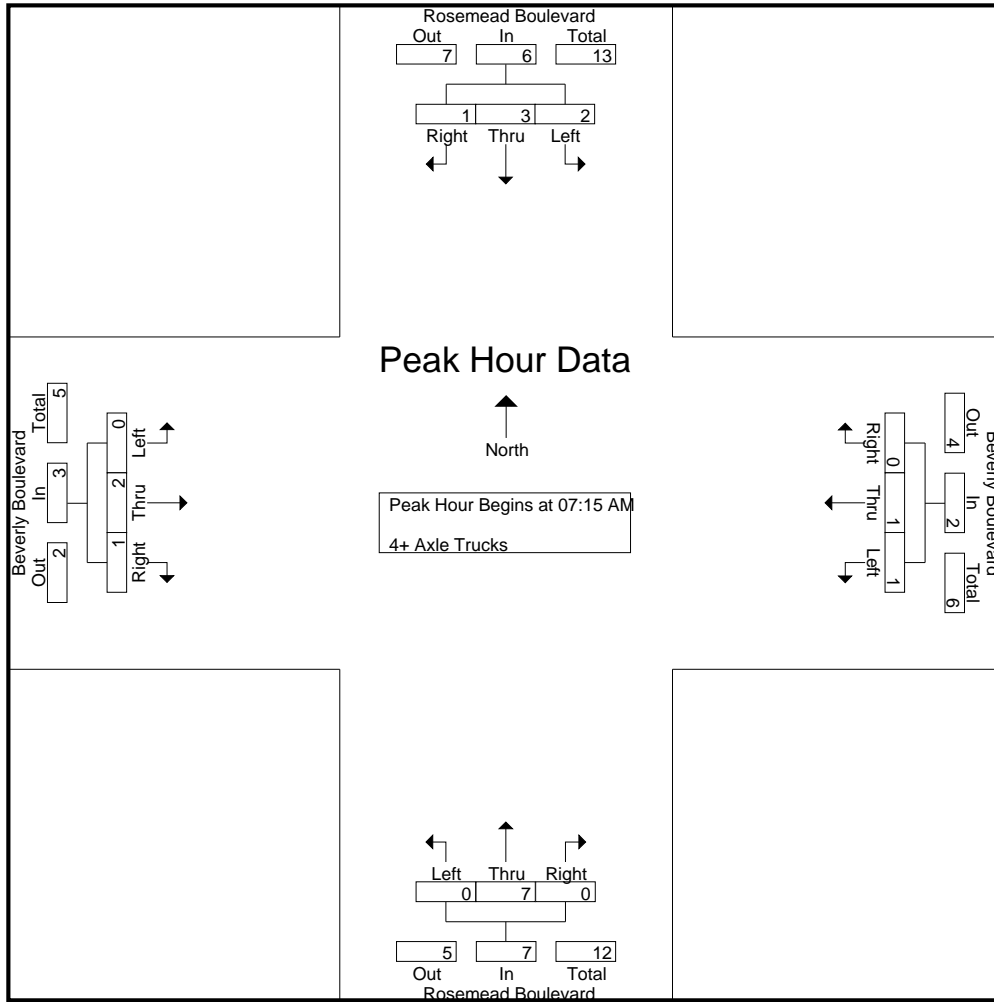 Rosemead Boulevard
Out In Total
7 6 13
1 3 2
Right Thru Left
Peak Hour Data
North
Peak Hour Begins at 07:15 AM
4+ Axle Trucks
Beverly Boulevard
Out In Total
2 3 5
0 2 1
Left Thru Right
Beverly Boulevard
Out In Total
4 2 6
Right Thru Left
0 1 1
Left Thru Right
0 7 0
5 7 12
Out In Total
Rosemead Boulevard